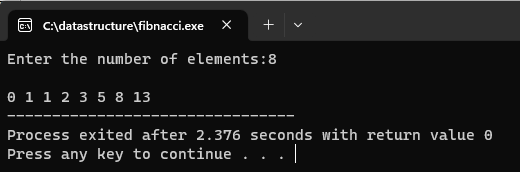 C:\datastructure\fibnacci.exe
Enter the number of elements:8
0 1 1 2 3 5 8 13
--------------------------------
Process exited after 2.376 seconds with return value 0
Press any key to continue . . .